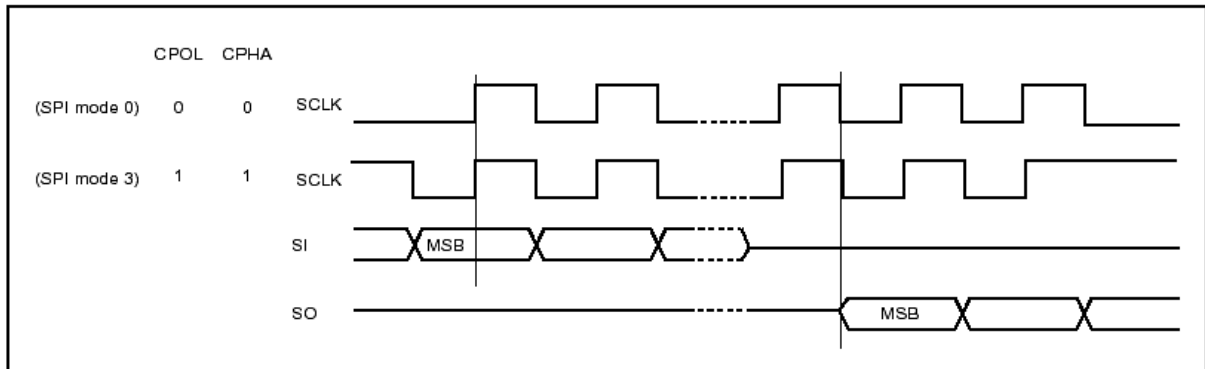 CPOL CPHA
(SPI mode 0) 0 0 SCLK
(SPI mode 3) 1 1 SCLK
SI MSB
SO MSB